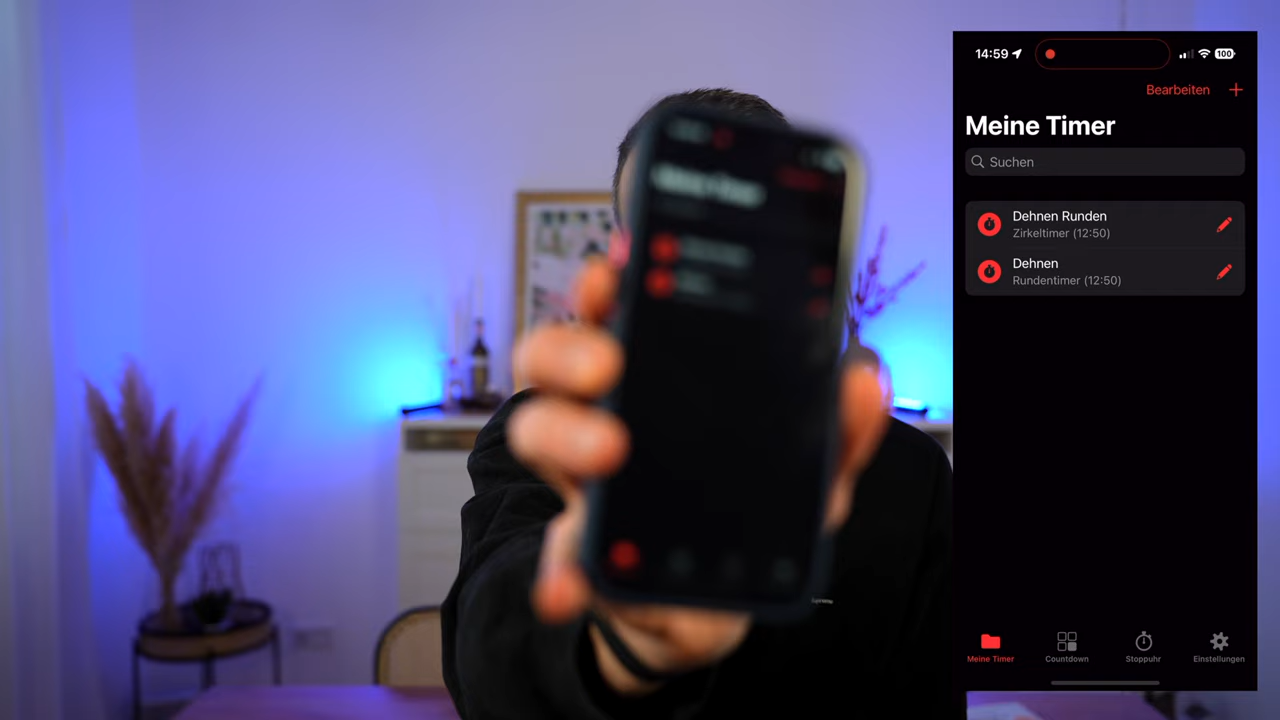 14:59
100
Bearbeiten +
Meine Timer
Suchen
Dehnen Runden
Zirkeltimer (12:50)
Dehnen
Rundentimer (12:50)
Meine Timer
Countdown
Stoppuhr
Einstellungen